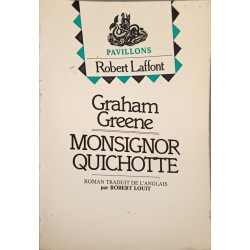 PAVILLONS
Robert Laffont
Graham
Greene
MONSIGNOR
QUICHOTTE
ROMAN TRADUIT DE L'ANGLAIS
par ROBERT LOUIT